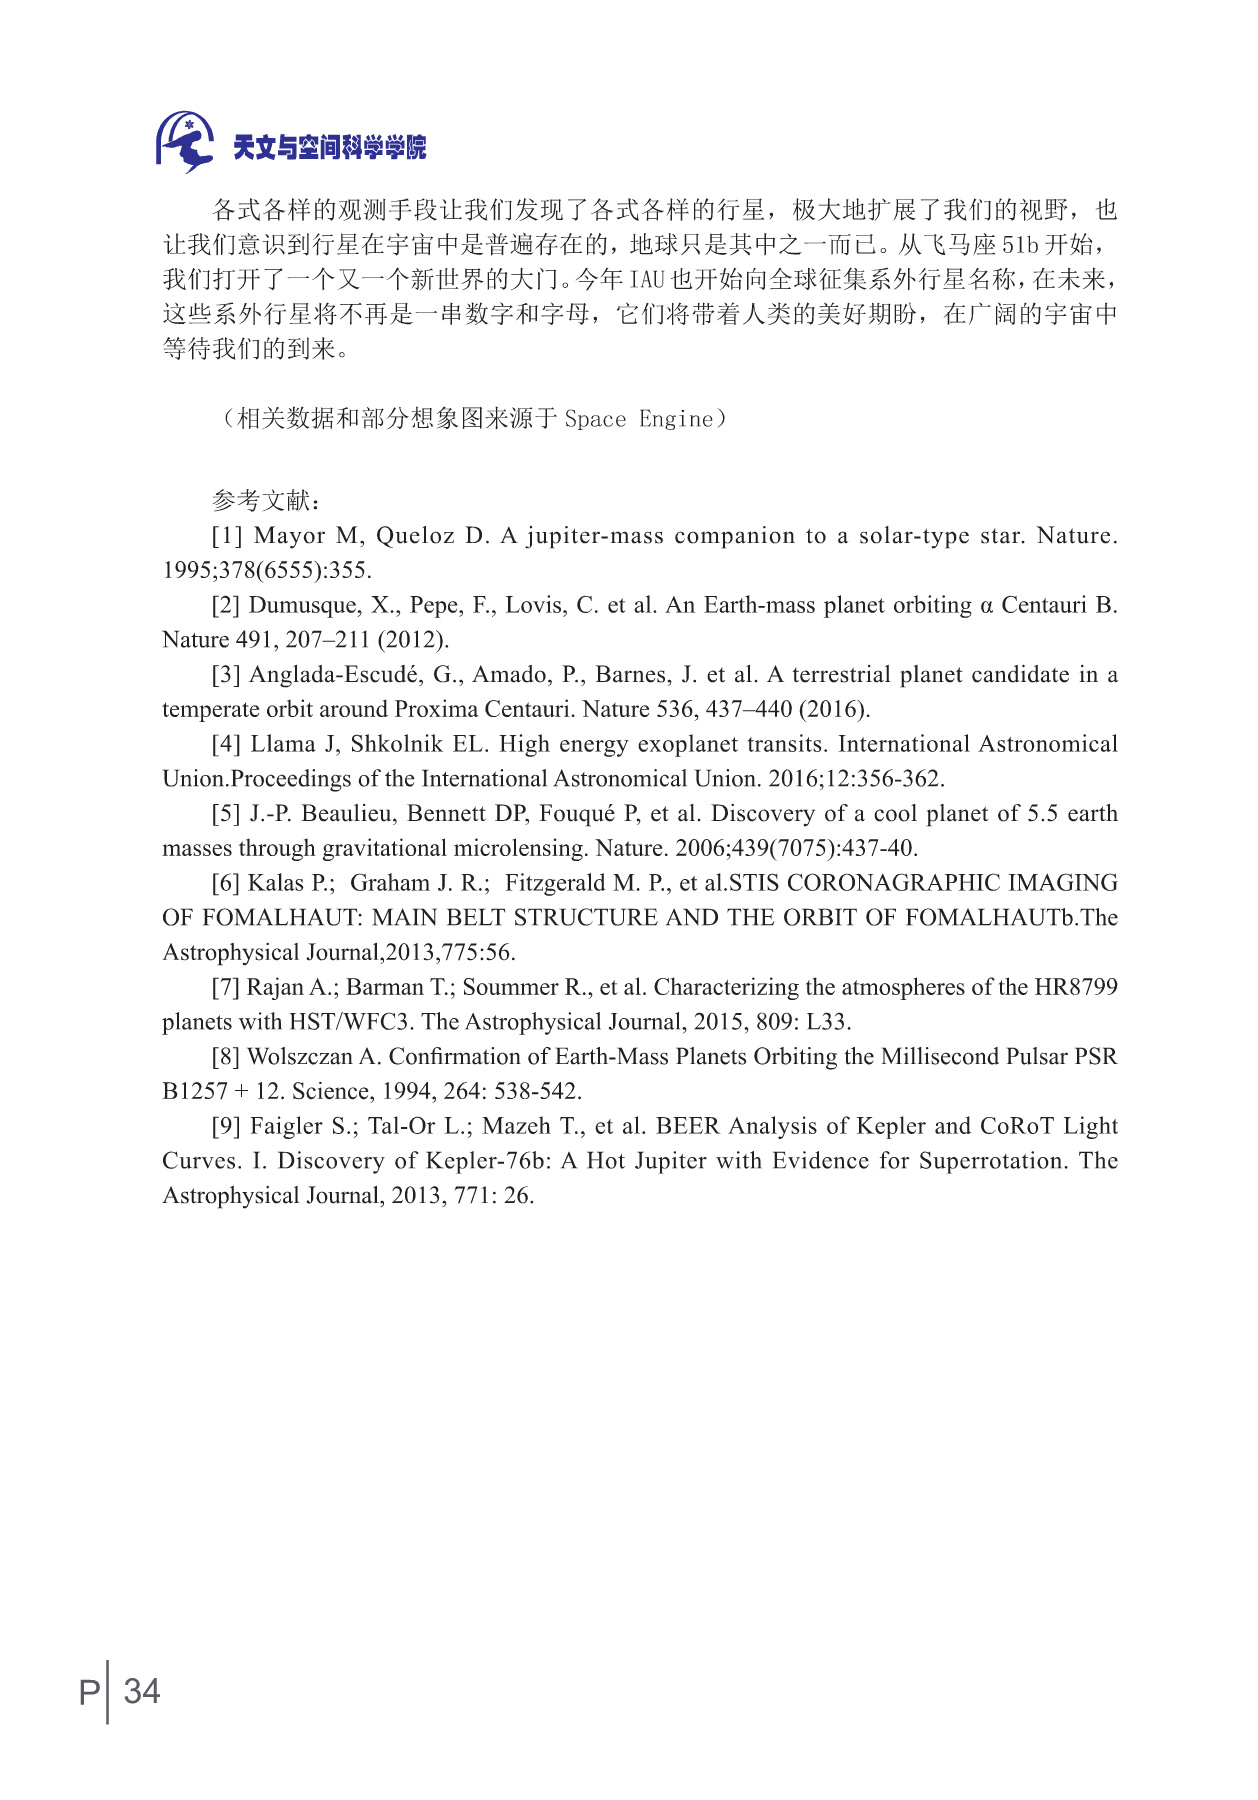 天文与空间科学学院
各式各样的观测手段让我们发现了各式各样的行星，极大地扩展了我们的视野，也
让我们意识到行星在宇宙中是普遍存在的，地球只是其中之一而已。从飞马座 51b 开始，
我们打开了一个又一个新世界的大门。今年 IAU 也开始向全球征集系外行星名称，在未来，
这些系外行星将不再是一串数字和字母，它们将带着人类的美好期盼，在广阔的宇宙中
等待我们的到来。
（相关数据和部分想象图来源于 Space Engine）
参考文献：
[1] Mayor M, Queloz D. A jupiter-mass companion to a solar-type star. Nature.
1995;378(6555):355.
[2] Dumusque, X., Pepe, F., Lovis, C. et al. An Earth-mass planet orbiting α Centauri B.
Nature 491, 207–211 (2012).
[3] Anglada-Escudé, G., Amado, P., Barnes, J. et al. A terrestrial planet candidate in a
temperate orbit around Proxima Centauri. Nature 536, 437–440 (2016).
[4] Llama J, Shkolnik EL. High energy exoplanet transits. International Astronomical
Union.Proceedings of the International Astronomical Union. 2016;12:356-362.
[5] J.-P. Beaulieu, Bennett DP, Fouqué P, et al. Discovery of a cool planet of 5.5 earth
masses through gravitational microlensing. Nature. 2006;439(7075):437-40.
[6] Kalas P.; Graham J. R.; Fitzgerald M. P., et al.STIS CORONAGRAPHIC IMAGING
OF FOMALHAUT: MAIN BELT STRUCTURE AND THE ORBIT OF FOMALHAUTb.The
Astrophysical Journal,2013,775:56.
[7] Rajan A.; Barman T.; Soummer R., et al. Characterizing the atmospheres of the HR8799
planets with HST/WFC3. The Astrophysical Journal, 2015, 809: L33.
[8] Wolszczan A. Confirmation of Earth-Mass Planets Orbiting the Millisecond Pulsar PSR
B1257 + 12. Science, 1994, 264: 538-542.
[9] Faigler S.; Tal-Or L.; Mazeh T., et al. BEER Analysis of Kepler and CoRoT Light
Curves. I. Discovery of Kepler-76b: A Hot Jupiter with Evidence for Superrotation. The
Astrophysical Journal, 2013, 771: 26.
P 34